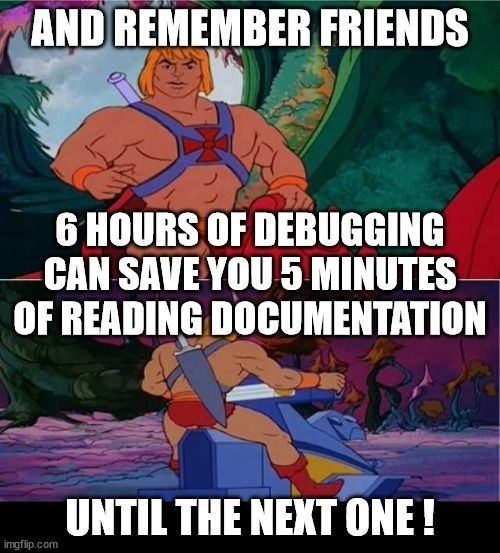 AND REMEMBER FRIENDS
6 HOURS OF DEBUGGING
CAN SAVE YOU 5 MINUTES
OF READING DOCUMENTATION
UNTIL THE NEXT ONE !
imgflip.com